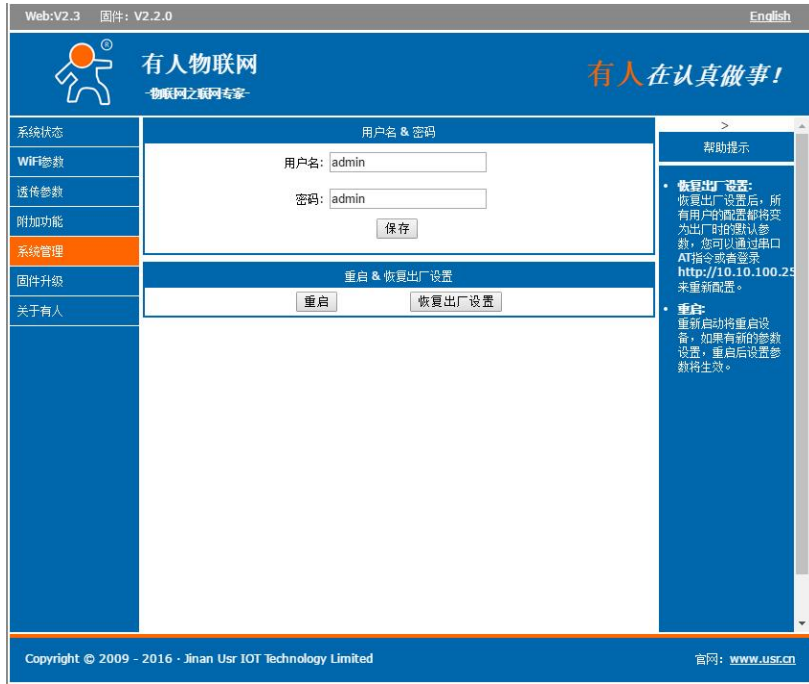 Web:V2.3 固件: V2.2.0 English
®
有人物联网
-物联网之联网专家-
有人在认真做事!
系统状态
WiFi参数
透传参数
附加功能
系统管理
固件升级
关于有人
用户名 & 密码
用户名: admin
密码: admin
保存
重启 & 恢复出厂设置
重启 恢复出厂设置
>
帮助提示
• 恢复出厂设置:
恢复出厂设置后，所
有用户的配置都将变
为出厂时的默认参
数，您可以通过串口
AT指令或者登录
http://10.10.100.25
来重新配置。
• 重启:
重新启动将重启设
备，如果有新的参数
设置，重启后设置参
数将生效。
Copyright © 2009 - 2016 · Jinan Usr IOT Technology Limited 官网: www.usr.cn